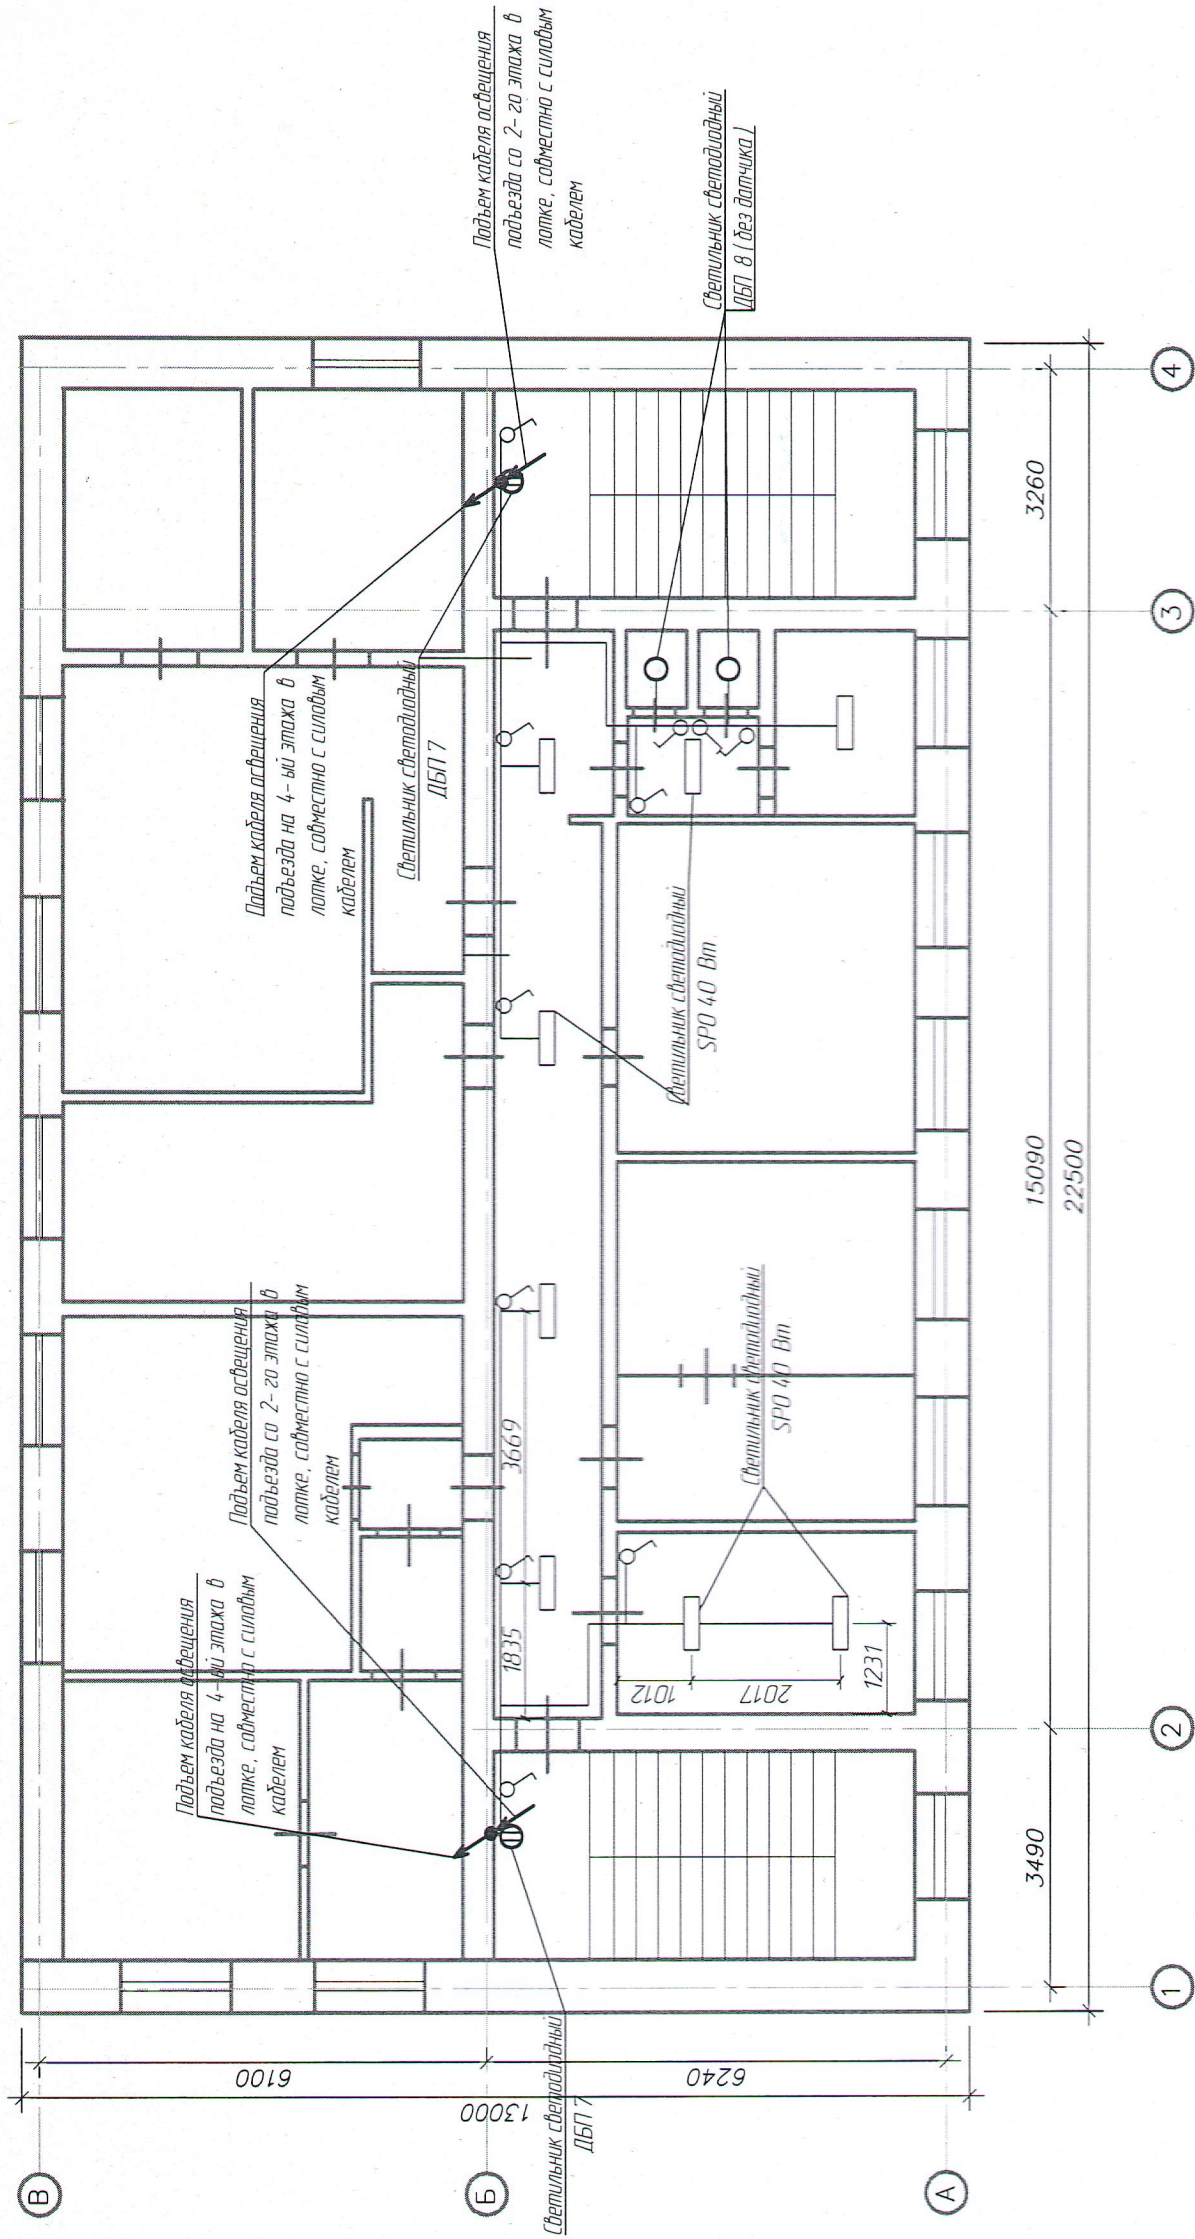 Подъем кабеля освещения
подъезда на 4-ый этажа в
лотке, совместно с силовым
кабелем
Подъем кабеля освещения
подъезда со 2-го этажа в
лотке, совместно с силовым
кабелем
Подъем кабеля освещения
подъезда на 4-ый этажа в
лотке, совместно с силовым
кабелем
Светильник светодиодный
ДБП 7
Подъем кабеля освещения
подъезда со 2-го этажа в
лотке, совместно с силовым
кабелем
Светильник светодиодный
ДБП 8 (без датчика)
Светильник светодиодный
SPO 40 Вт
Светильник светодиодный
SPO 40 Вт
Светильник светодиодный
ДБП 7
1835
3669
1012
2017
1231
6100
6240
13000
3490
15090
3260
22500
В
Б
А
1
2
3
4